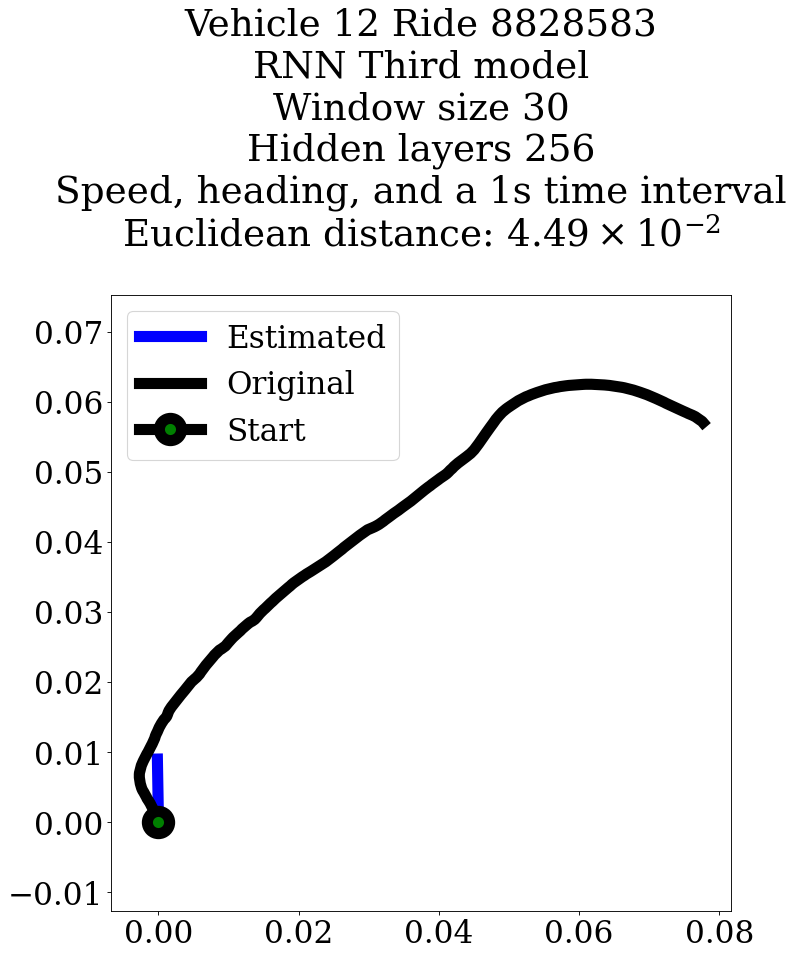 Vehicle 12 Ride 8828583
RNN Third model
Window size 30
Hidden layers 256
Speed, heading, and a 1s time interval
Euclidean distance: 4.49 × 10⁻²
Estimated
Original
Start
0.07
0.06
0.05
0.04
0.03
0.02
0.01
0.00
−0.01
0.00 0.02 0.04 0.06 0.08